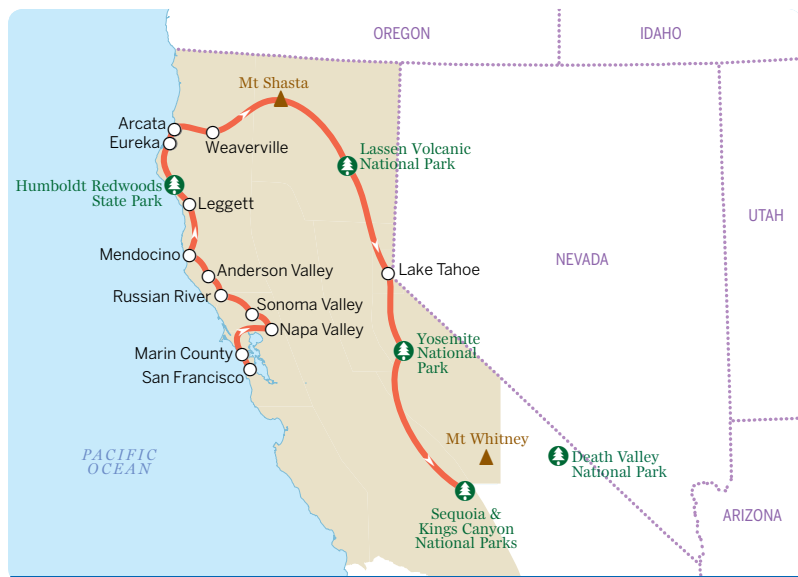 OREGON
IDAHO
Mt Shasta
Arcata
Eureka
Weaverville
Lassen Volcanic
National Park
Humboldt Redwoods
State Park
Leggett
UTAH
Mendocino
Anderson Valley
Lake Tahoe
NEVADA
Russian River
Sonoma Valley
Napa Valley
Yosemite
National
Park
Marin County
San Francisco
Mt Whitney
PACIFIC
OCEAN
Death Valley
National Park
Sequoia &
Kings Canyon
National Parks
ARIZONA